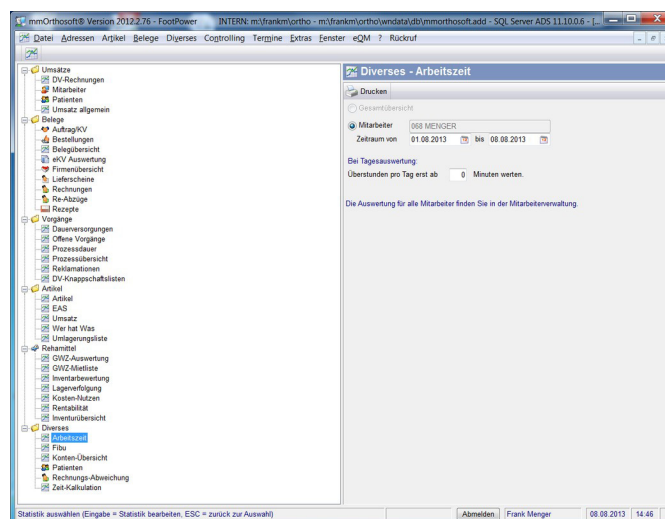 mmOrthosoft® Version 2012.2.76 - FootPower INTERN: m:\frankm\ortho - m:\frankm\ortho\wndata\db\mmorthosoft.add - SQL Server ADS 11.10.0.6 - [...
Datei Adressen Artikel Belege Diverses Controlling Termine Extras Fenster eQM ? Rückruf
Umsätze
DV-Rechnungen
Mitarbeiter
Patienten
Umsatz allgemein
Belege
Auftrag/KV
Bestellungen
Belegübersicht
eKV Auswertung
Firmenübersicht
Lieferscheine
Rechnungen
Re-Abzüge
Rezepte
Vorgänge
Dauerversorgungen
Offene Vorgänge
Prozessdauer
Prozessübersicht
Reklamationen
DV-Knappschaftslisten
Artikel
Artikel
EAS
Umsatz
Wer hat Was
Umlagerungsliste
Rehamittel
GWZ-Auswertung
GWZ-Mietliste
Inventarbewertung
Lagerverfolgung
Kosten-Nutzen
Rentabilität
Inventurübersicht
Diverses
Arbeitszeit
Fibu
Konten-Übersicht
Patienten
Rechnungs-Abweichung
Zeit-Kalkulation
Diverses - Arbeitszeit
Drucken
Gesamtübersicht
Mitarbeiter 068 MENGER
Zeitraum von 01.08.2013 bis 08.08.2013
Bei Tagesauswertung:
Überstunden pro Tag erst ab 0 Minuten werten.
Die Auswertung für alle Mitarbeiter finden Sie in der Mitarbeiterverwaltung.
Statistik auswählen (Eingabe = Statistik bearbeiten, ESC = zurück zur Auswahl) Abmelden Frank Menger 08.08.2013 14:46